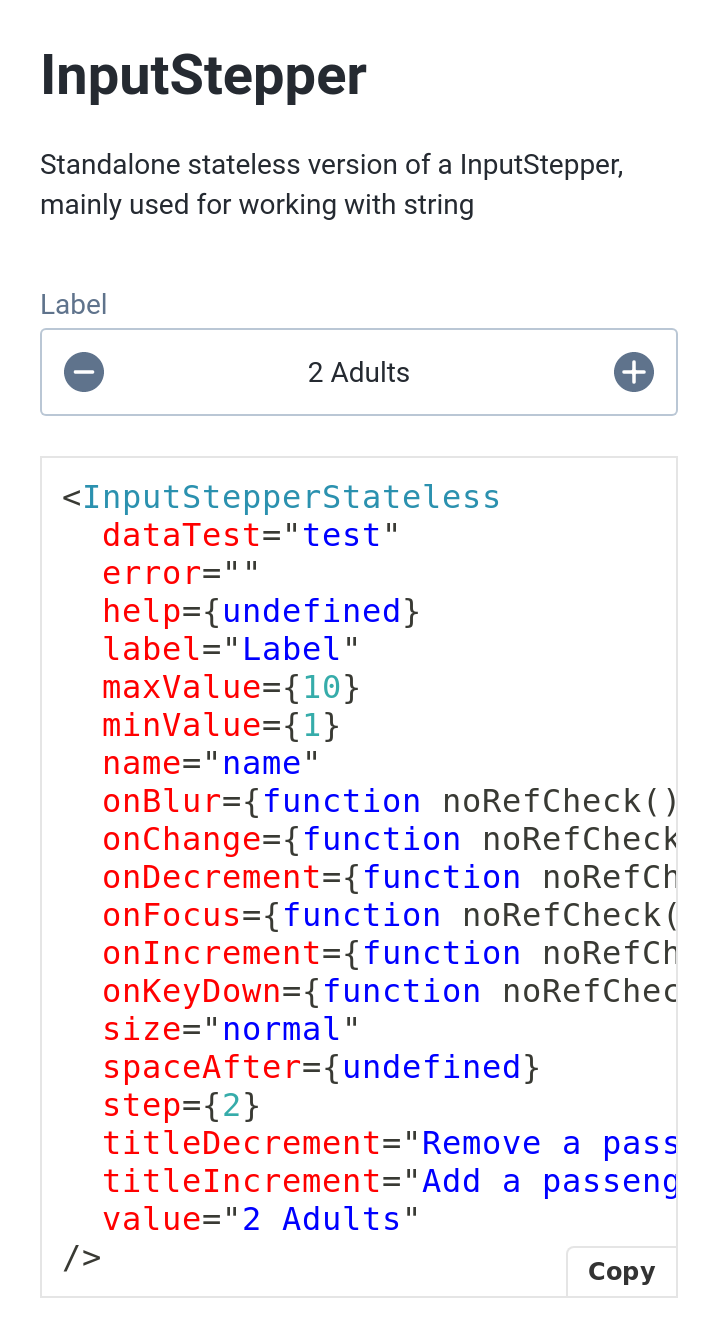 InputStepper
Standalone stateless version of a InputStepper,
mainly used for working with string
Label
2 Adults
<InputStepperStateless
  dataTest="test"
  error=""
  help={undefined}
  label="Label"
  maxValue={10}
  minValue={1}
  name="name"
  onBlur={function noRefCheck()
  onChange={function noRefCheck
  onDecrement={function noRefCh
  onFocus={function noRefCheck(
  onIncrement={function noRefCh
  onKeyDown={function noRefChec
  size="normal"
  spaceAfter={undefined}
  step={2}
  titleDecrement="Remove a pass
  titleIncrement="Add a passeng
  value="2 Adults"
/>
Copy